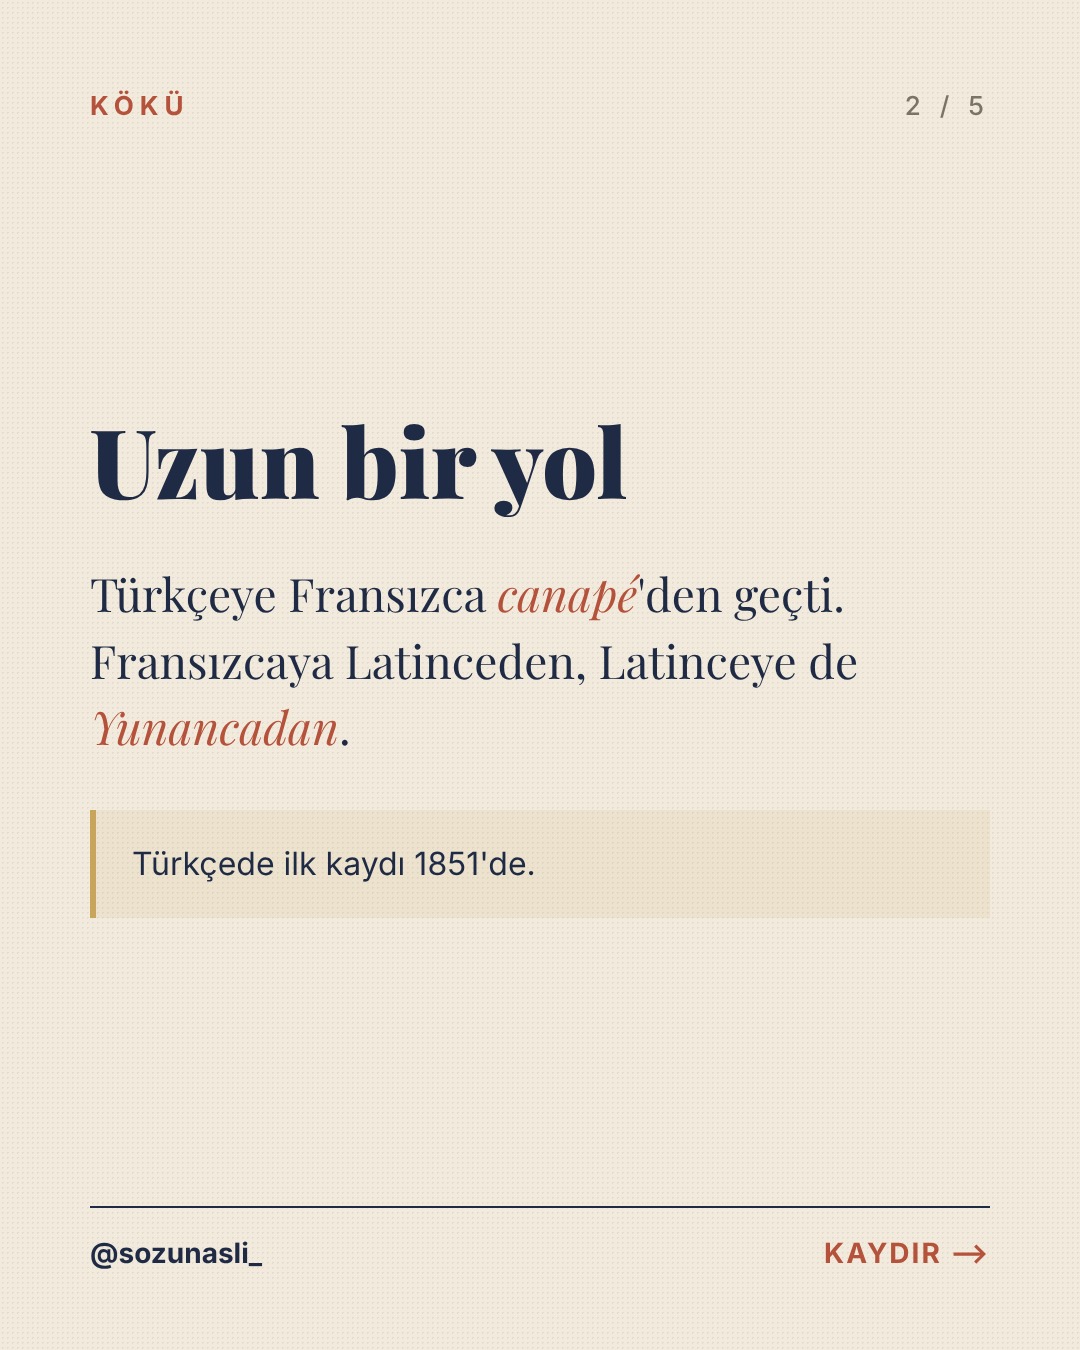 KÖKÜ
2 / 5
Uzun bir yol
Türkçeye Fransızca canapé'den geçti.
Fransızcaya Latinceden, Latinceye de
Yunancadan.
Türkçede ilk kaydı 1851'de.
@sozunasli_
KAYDIR →